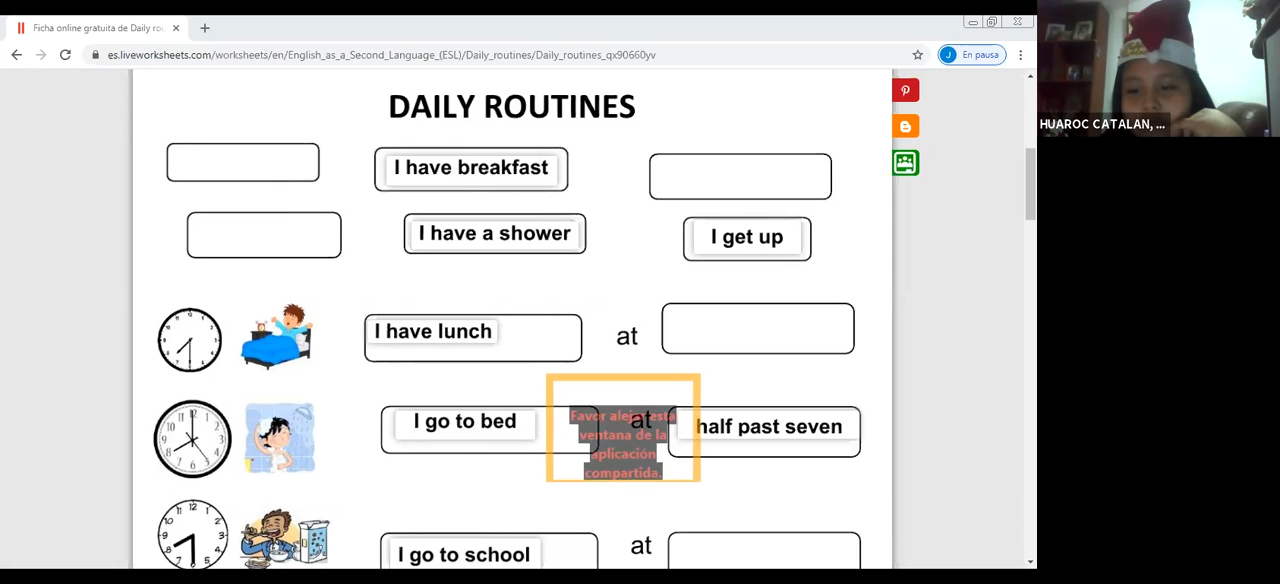 Ficha online gratuita de Daily rou
es.liveworksheets.com/worksheets/en/English_as_a_Second_Language_(ESL)/Daily_routines/Daily_routines_qx90660yv
J En pausa
HUAROC CATALAN, ...
DAILY ROUTINES
I have breakfast
I have a shower
I get up
I have lunch
at
I go to bed
at
half past seven
Favor aleje esta
ventana de la
aplicación
compartida.
I go to school
at